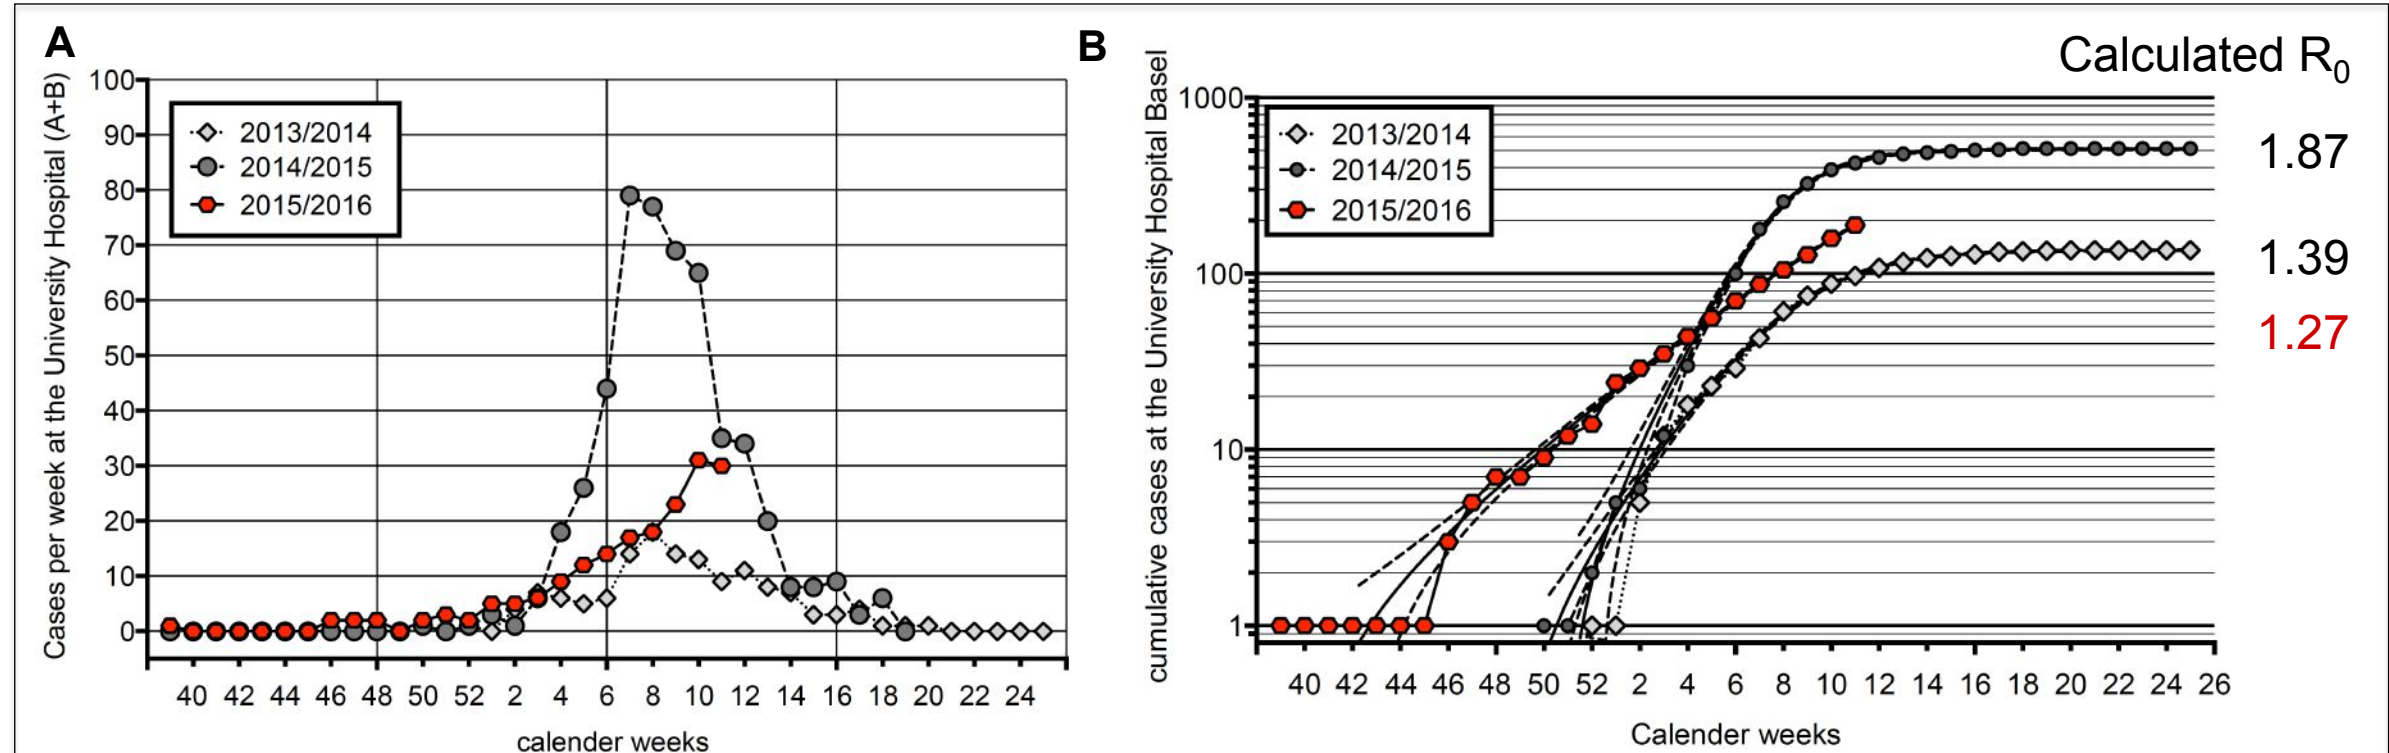 A
Cases per week at the University Hospital (A+B)
100
90
80
70
60
50
40
30
20
10
0
2013/2014
2014/2015
2015/2016
40 42 44 46 48 50 52 2 4 6 8 10 12 14 16 18 20 22 24
calender weeks
B
cumulative cases at the University Hospital Basel
1000
100
10
1
2013/2014
2014/2015
2015/2016
40 42 44 46 48 50 52 2 4 6 8 10 12 14 16 18 20 22 24 26
Calender weeks
Calculated R₀
1.87
1.39
1.27